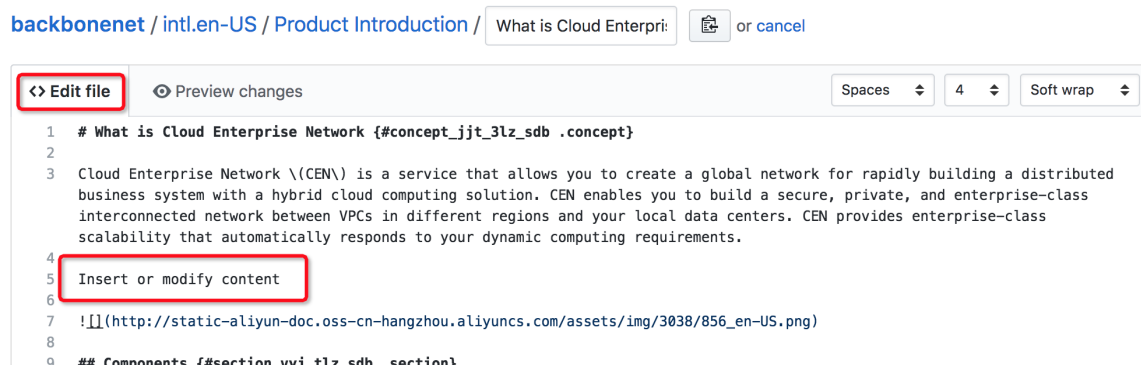 backbonenet / intl.en-US / Product Introduction / What is Cloud Enterpri or cancel
<> Edit file Preview changes Spaces 4 Soft wrap
1 # What is Cloud Enterprise Network {#concept_jjt_3lz_sdb .concept}
2
3 Cloud Enterprise Network \(CEN\) is a service that allows you to create a global network for rapidly building a distributed
business system with a hybrid cloud computing solution. CEN enables you to build a secure, private, and enterprise-class
interconnected network between VPCs in different regions and your local data centers. CEN provides enterprise-class
scalability that automatically responds to your dynamic computing requirements.
4
5 Insert or modify content
6
7 ![](http://static-aliyun-doc.oss-cn-hangzhou.aliyuncs.com/assets/img/3038/856_en-US.png)
8
9 ## Components {#section_yyj_tlz_sdb .section}